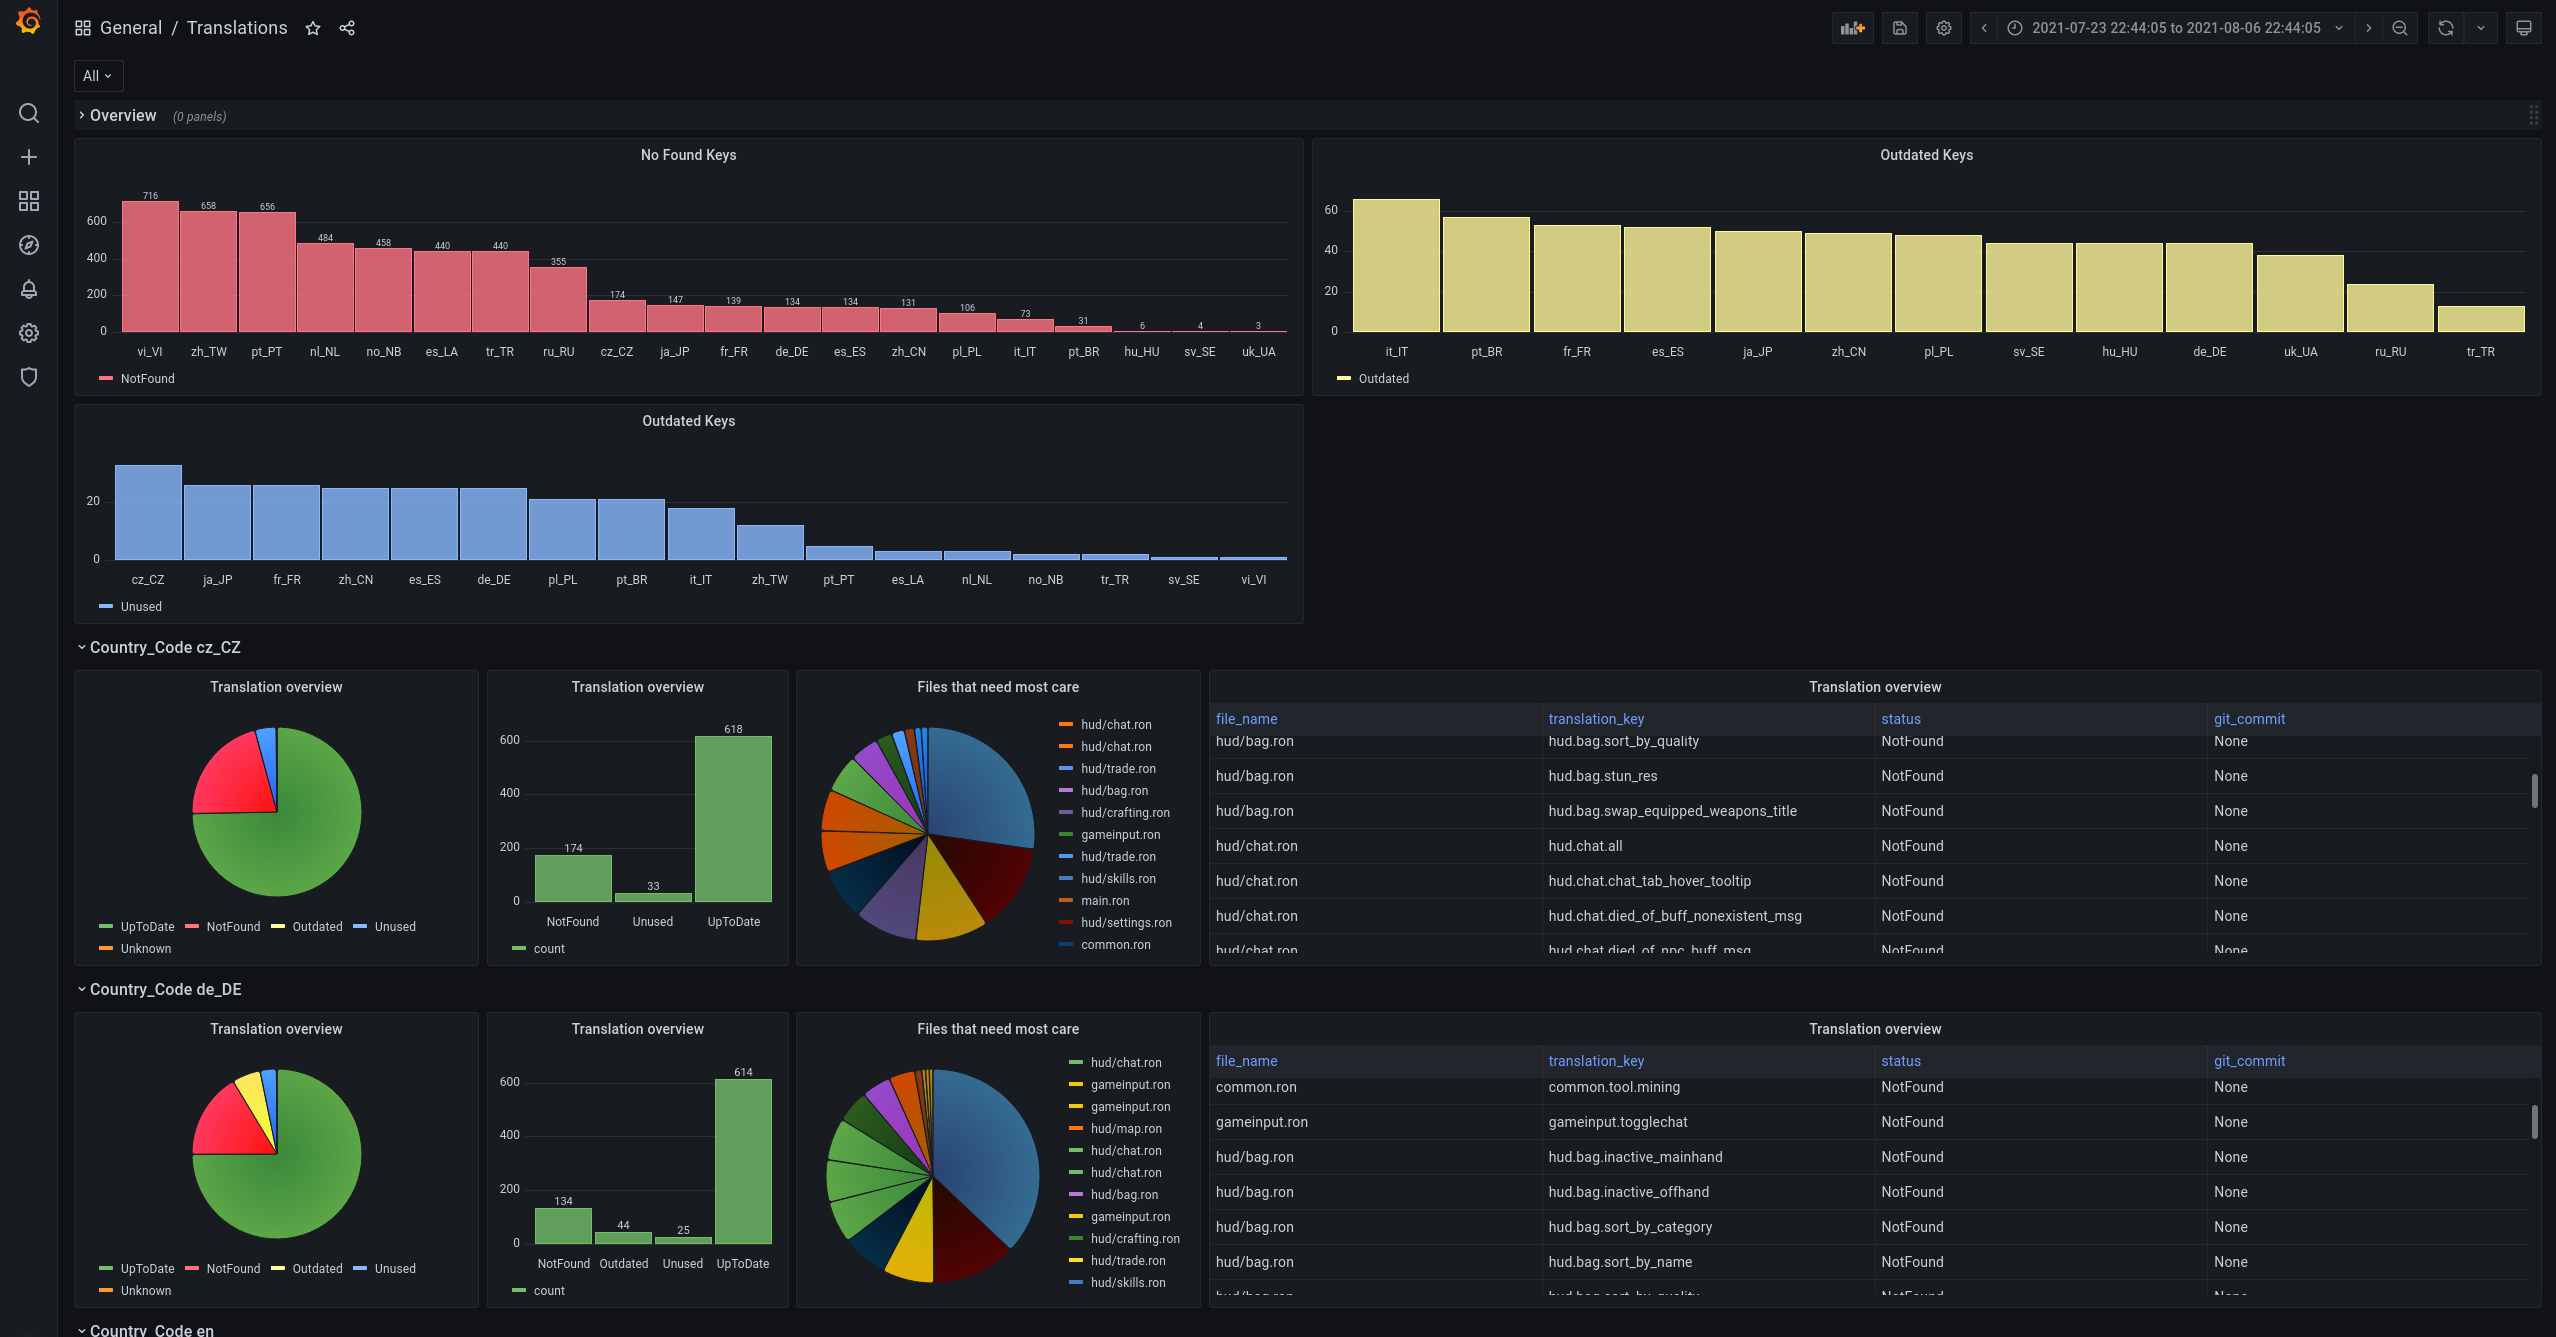 General / Translations
2021-07-23 22:44:05 to 2021-08-06 22:44:05
All
Overview (0 panels)
No Found Keys
716 658 656 484 458 440 440 355 174 147 139 134 134 131 106 73 31 6 4 3
600
400
200
0
vi_VI zh_TW pt_PT nl_NL no_NB es_LA tr_TR ru_RU cz_CZ ja_JP fr_FR de_DE es_ES zh_CN pl_PL it_IT pt_BR hu_HU sv_SE uk_UA
NotFound
Outdated Keys
60
40
20
0
it_IT pt_BR fr_FR es_ES ja_JP zh_CN pl_PL sv_SE hu_HU de_DE uk_UA ru_RU tr_TR
Outdated
Outdated Keys
20
0
cz_CZ ja_JP fr_FR zh_CN es_ES de_DE pl_PL pt_BR it_IT zh_TW pt_PT es_LA nl_NL no_NB tr_TR sv_SE vi_VI
Unused
Country_Code cz_CZ
Translation overview
UpToDate NotFound Outdated Unused
Unknown
Translation overview
600
400
200
0
174 33 618
NotFound Unused UpToDate
count
Files that need most care
hud/chat.ron
hud/chat.ron
hud/trade.ron
hud/bag.ron
hud/crafting.ron
gameinput.ron
hud/trade.ron
hud/skills.ron
main.ron
hud/settings.ron
common.ron
Translation overview
file_name translation_key status git_commit
hud/bag.ron hud.bag.sort_by_quality NotFound None
hud/bag.ron hud.bag.stun_res NotFound None
hud/bag.ron hud.bag.swap_equipped_weapons_title NotFound None
hud/chat.ron hud.chat.all NotFound None
hud/chat.ron hud.chat.chat_tab_hover_tooltip NotFound None
hud/chat.ron hud.chat.died_of_buff_nonexistent_msg NotFound None
hud/chat.ron hud.chat.died_of_npc_buff_msg NotFound None
Country_Code de_DE
Translation overview
UpToDate NotFound Outdated Unused
Unknown
Translation overview
600
400
200
0
134 44 25 614
NotFound Outdated Unused UpToDate
count
Files that need most care
hud/chat.ron
gameinput.ron
gameinput.ron
hud/map.ron
hud/chat.ron
hud/chat.ron
hud/bag.ron
gameinput.ron
hud/crafting.ron
hud/trade.ron
hud/skills.ron
Translation overview
file_name translation_key status git_commit
common.ron common.tool.mining NotFound None
gameinput.ron gameinput.togglechat NotFound None
hud/bag.ron hud.bag.inactive_mainhand NotFound None
hud/bag.ron hud.bag.inactive_offhand NotFound None
hud/bag.ron hud.bag.sort_by_category NotFound None
hud/bag.ron hud.bag.sort_by_name NotFound None
hud/bag.ron hud.bag.sort_by_quality NotFound None
Country_Code en